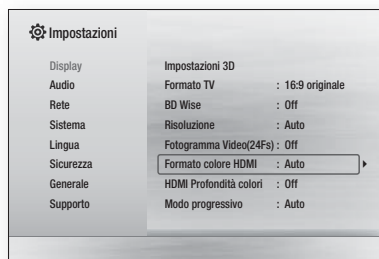 Impostazioni
Display
Audio
Rete
Sistema
Lingua
Sicurezza
Generale
Supporto
Impostazioni 3D
Formato TV : 16:9 originale
BD Wise : Off
Risoluzione : Auto
Fotogramma Video(24Fs) : Off
Formato colore HDMI : Auto
HDMI Profondità colori : Off
Modo progressivo : Auto